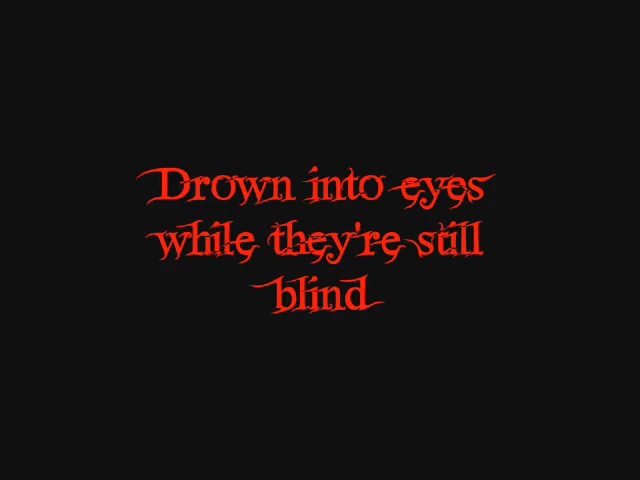 Drown into eyes
while they're still
blind